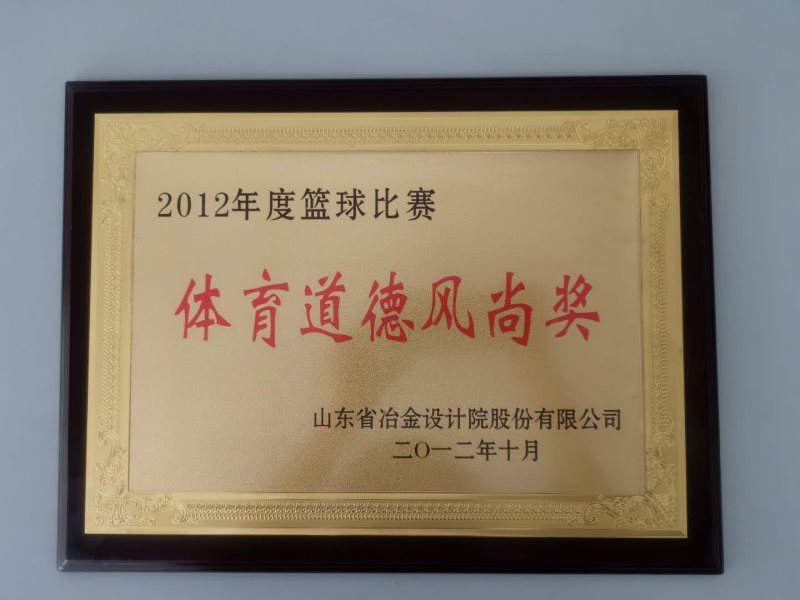 2012年度篮球比赛
体育道德风尚奖
山东省冶金设计院股份有限公司
二〇一二年十月